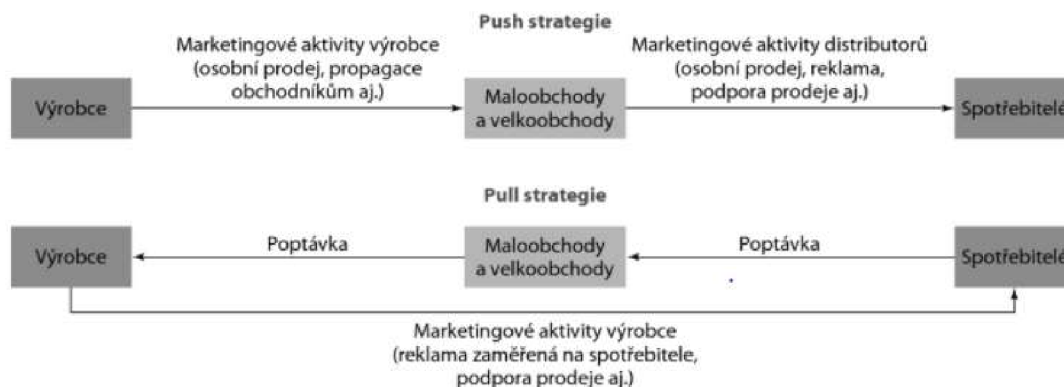 Push strategie
Marketingové aktivity výrobce
(osobní prodej, propagace
obchodníkům aj.)
Marketingové aktivity distributorů
(osobní prodej, reklama,
podpora prodeje aj.)
Výrobce
Maloobchody
a velkoobchody
Spotřebitelé
Pull strategie
Výrobce
Poptávka
Maloobchody
a velkoobchody
Poptávka
Spotřebitelé
Marketingové aktivity výrobce
(reklama zaměřená na spotřebitele,
podpora prodeje aj.)